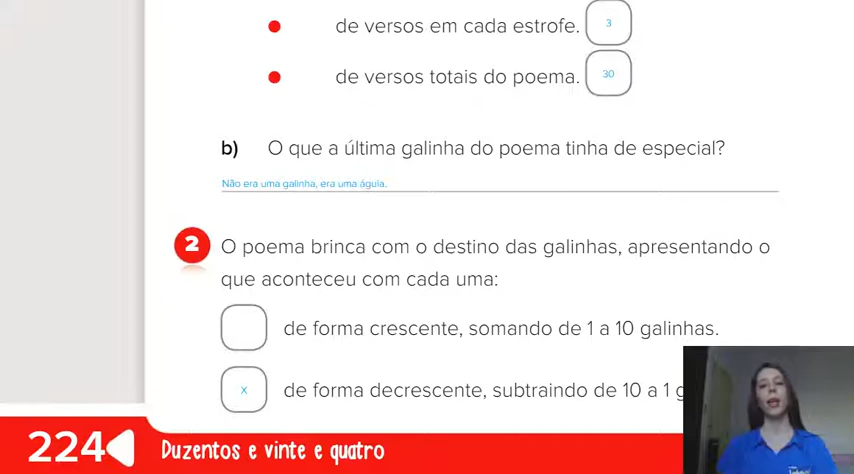 de versos em cada estrofe. 3
de versos totais do poema. 30
b) O que a última galinha do poema tinha de especial?
Não era uma galinha, era uma águia.
2 O poema brinca com o destino das galinhas, apresentando o
que aconteceu com cada uma:
de forma crescente, somando de 1 a 10 galinhas.
x de forma decrescente, subtraindo de 10 a 1 g
224 Duzentos e vinte e quatro